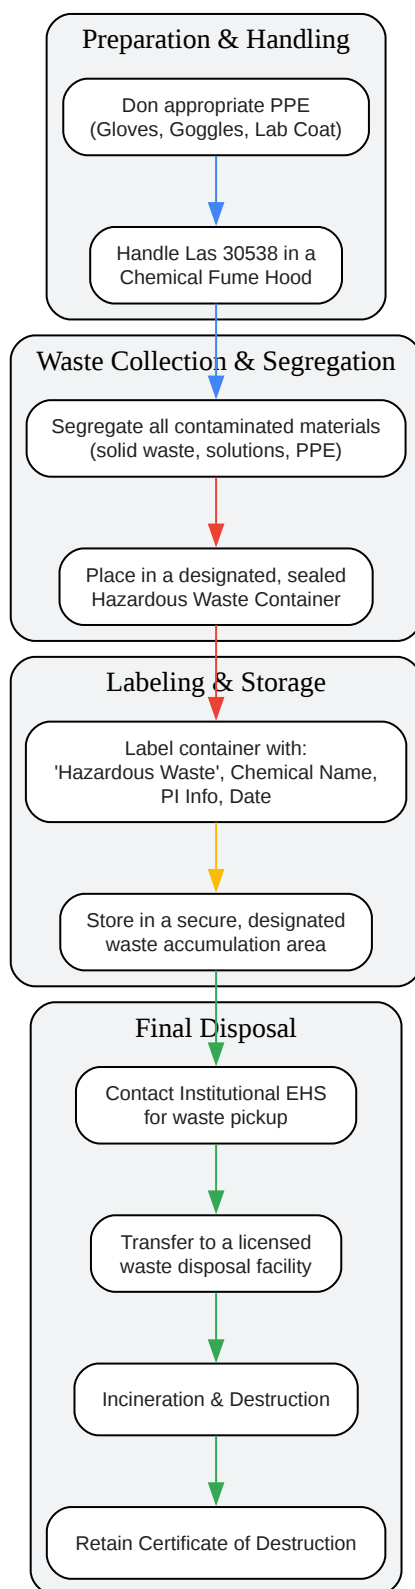 Preparation & Handling
Don appropriate PPE
(Gloves, Goggles, Lab Coat)
Handle Las 30538 in a
Chemical Fume Hood
Waste Collection & Segregation
Segregate all contaminated materials
(solid waste, solutions, PPE)
Place in a designated, sealed
Hazardous Waste Container
Labeling & Storage
Label container with:
'Hazardous Waste', Chemical Name,
PI Info, Date
Store in a secure, designated
waste accumulation area
Final Disposal
Contact Institutional EHS
for waste pickup
Transfer to a licensed
waste disposal facility
Incineration & Destruction
Retain Certificate of Destruction